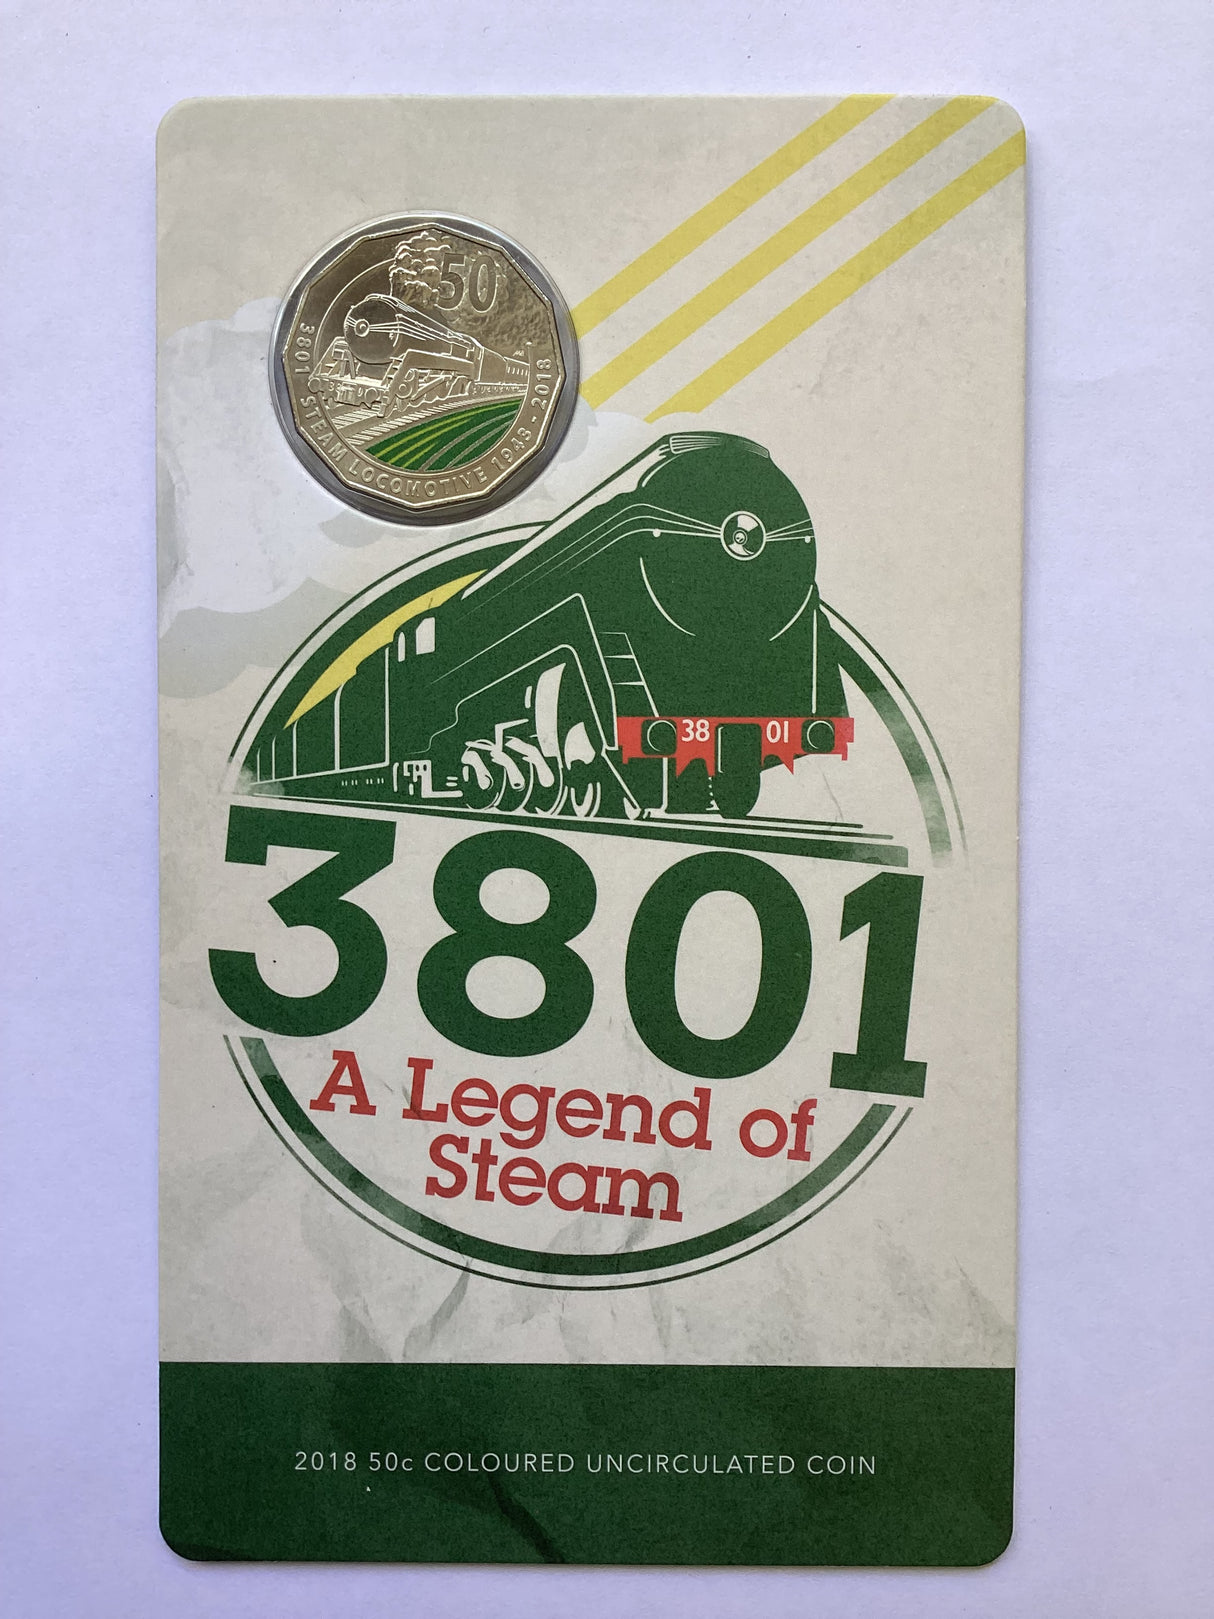 50
3801 STEAM LOCOMOTIVE 1943 - 2018
38 01
3801
A Legend of
Steam
2018 50c COLOURED UNCIRCULATED COIN